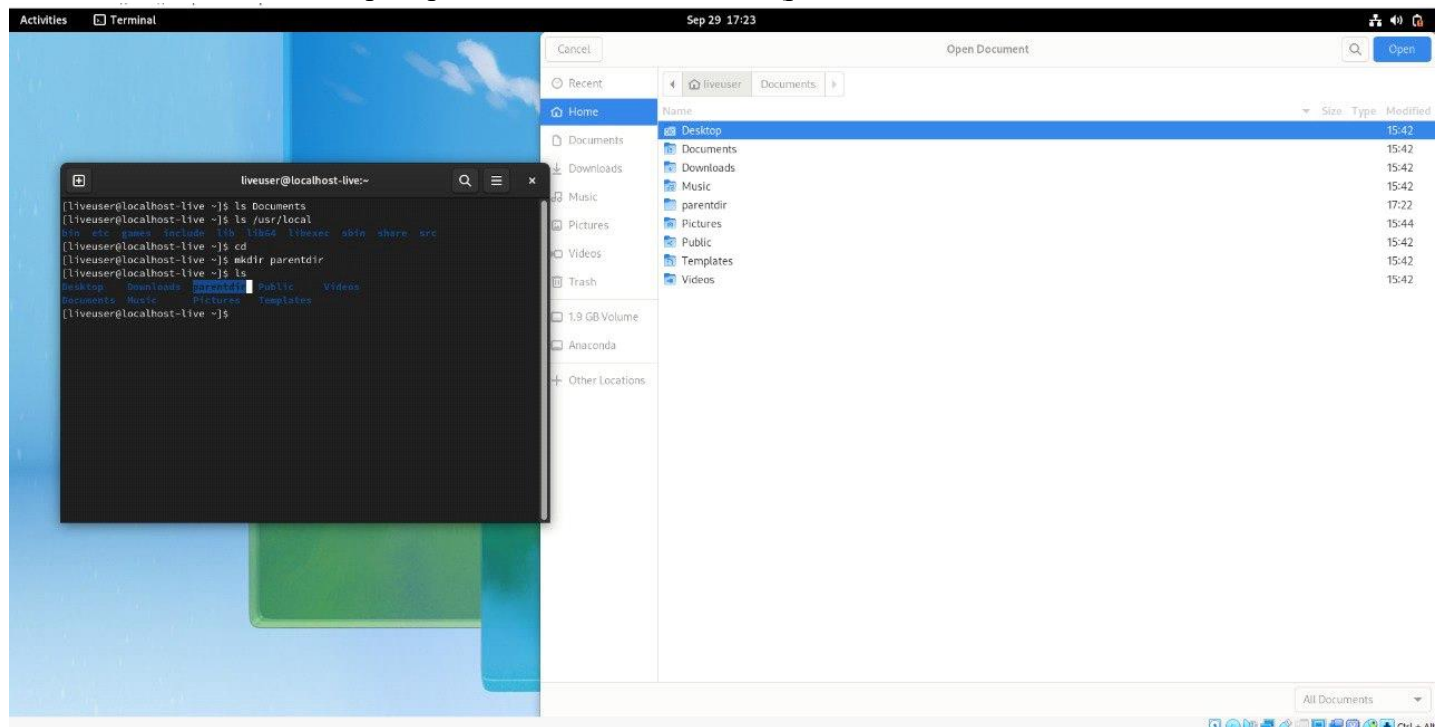 Activities Terminal Sep 29 17:23
Cancel Open Document Open
Recent
Home
Documents
Downloads
Music
Pictures
Videos
Trash
1.9 GB Volume
Anaconda
+ Other Locations
liveuser Documents
Name Size Type Modified
Desktop 15:42
Documents 15:42
Downloads 15:42
Music 15:42
parentdir 17:22
Pictures 15:44
Public 15:42
Templates 15:42
Videos 15:42
All Documents
liveuser@localhost-live:~
[liveuser@localhost-live ~]$ ls Documents
[liveuser@localhost-live ~]$ ls /usr/local
bin etc games include lib lib64 libexec sbin share src
[liveuser@localhost-live ~]$ cd
[liveuser@localhost-live ~]$ mkdir parentdir
[liveuser@localhost-live ~]$ ls
Desktop Downloads parentdir Public Videos
Documents Music Pictures Templates
[liveuser@localhost-live ~]$